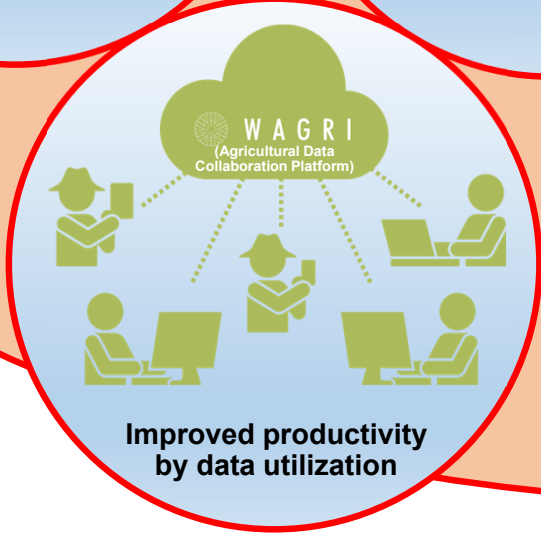 WAGRI
(Agricultural Data
Collaboration Platform)
Improved productivity
by data utilization